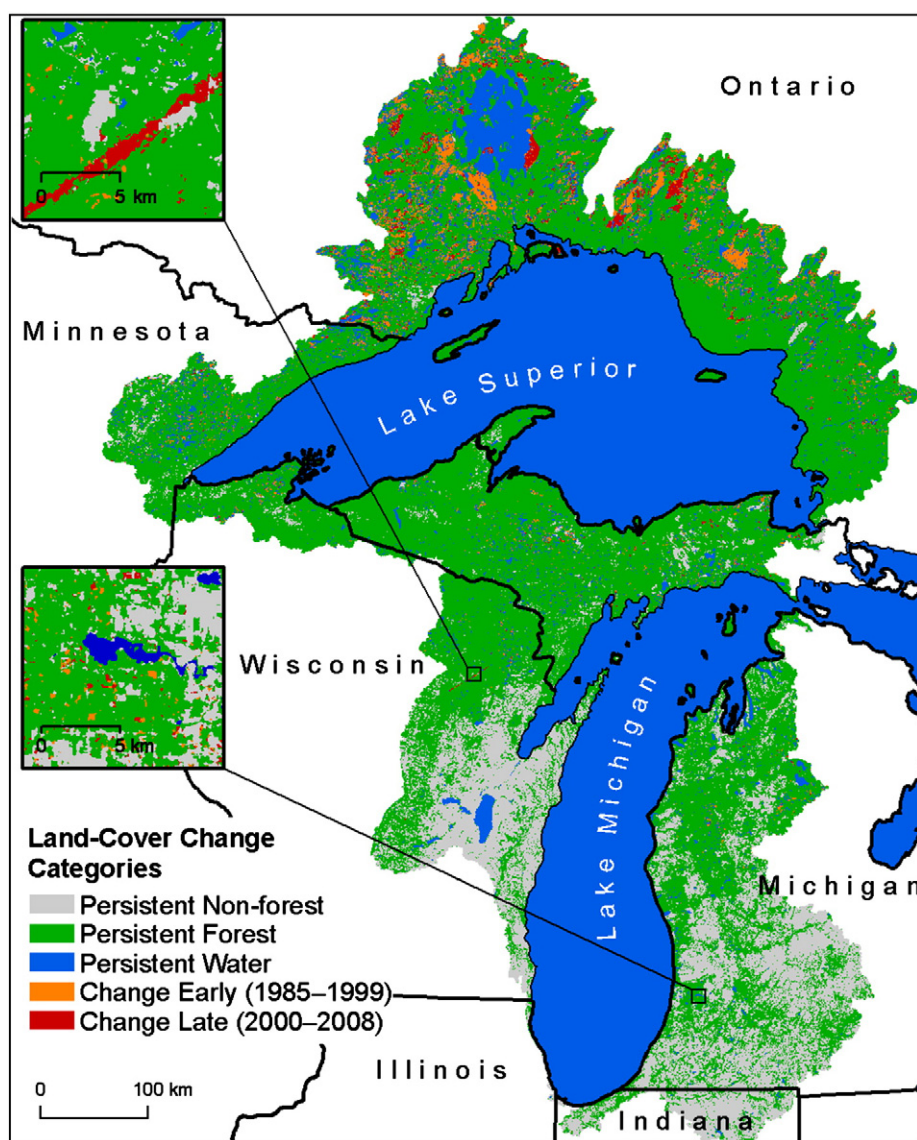 Ontario
0 5 km
Minnesota
Lake Superior
Wisconsin
0 5 km
Lake Michigan
Michigan
Land-Cover Change
Categories
Persistent Non-forest
Persistent Forest
Persistent Water
Change Early (1985–1999)
Change Late (2000–2008)
Illinois
0 100 km
Indiana